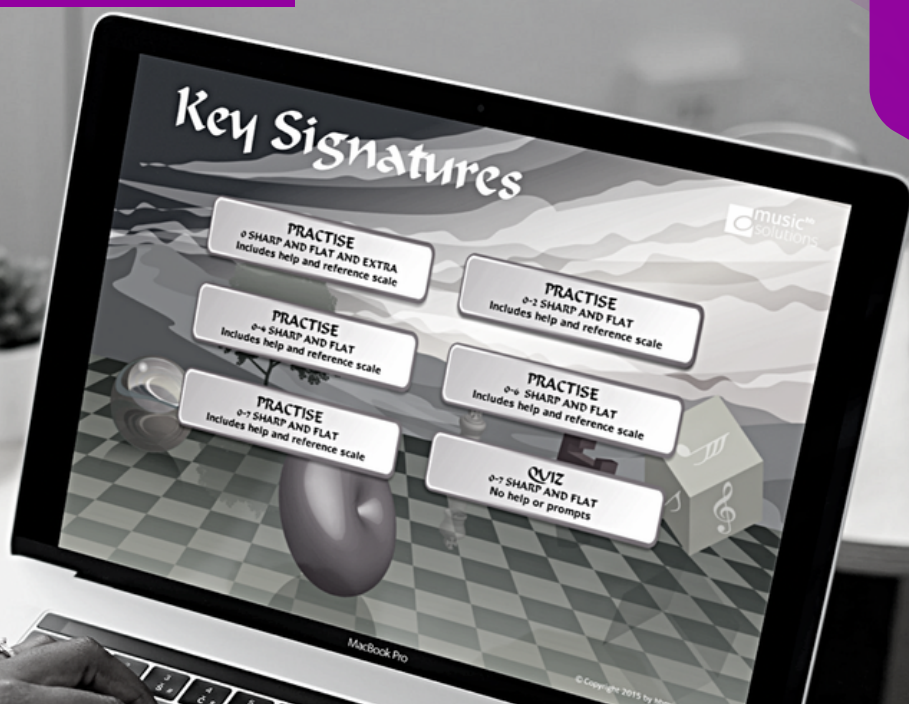 Key Signatures
music
solutions
PRACTISE
0 SHARP AND FLAT AND EXTRA
Includes help and reference scale
PRACTISE
0-2 SHARP AND FLAT
Includes help and reference scale
PRACTISE
0-4 SHARP AND FLAT
Includes help and reference scale
PRACTISE
0-6 SHARP AND FLAT
Includes help and reference scale
PRACTISE
0-7 SHARP AND FLAT
Includes help and reference scale
QUIZ
0-7 SHARP AND FLAT
No help or prompts
MacBook Pro
© Copyright 2015 by